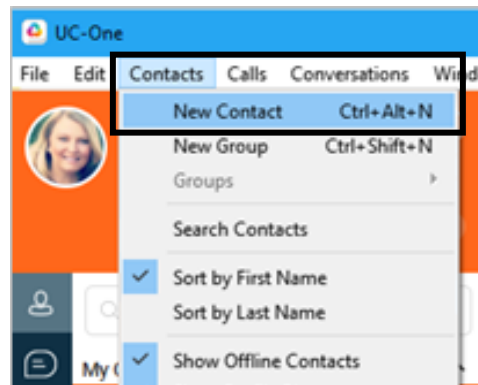 UC-One
File Edit Contacts Calls Conversations
New Contact Ctrl+Alt+N
New Group Ctrl+Shift+N
Groups
Search Contacts
Sort by First Name
Sort by Last Name
My
Show Offline Contacts